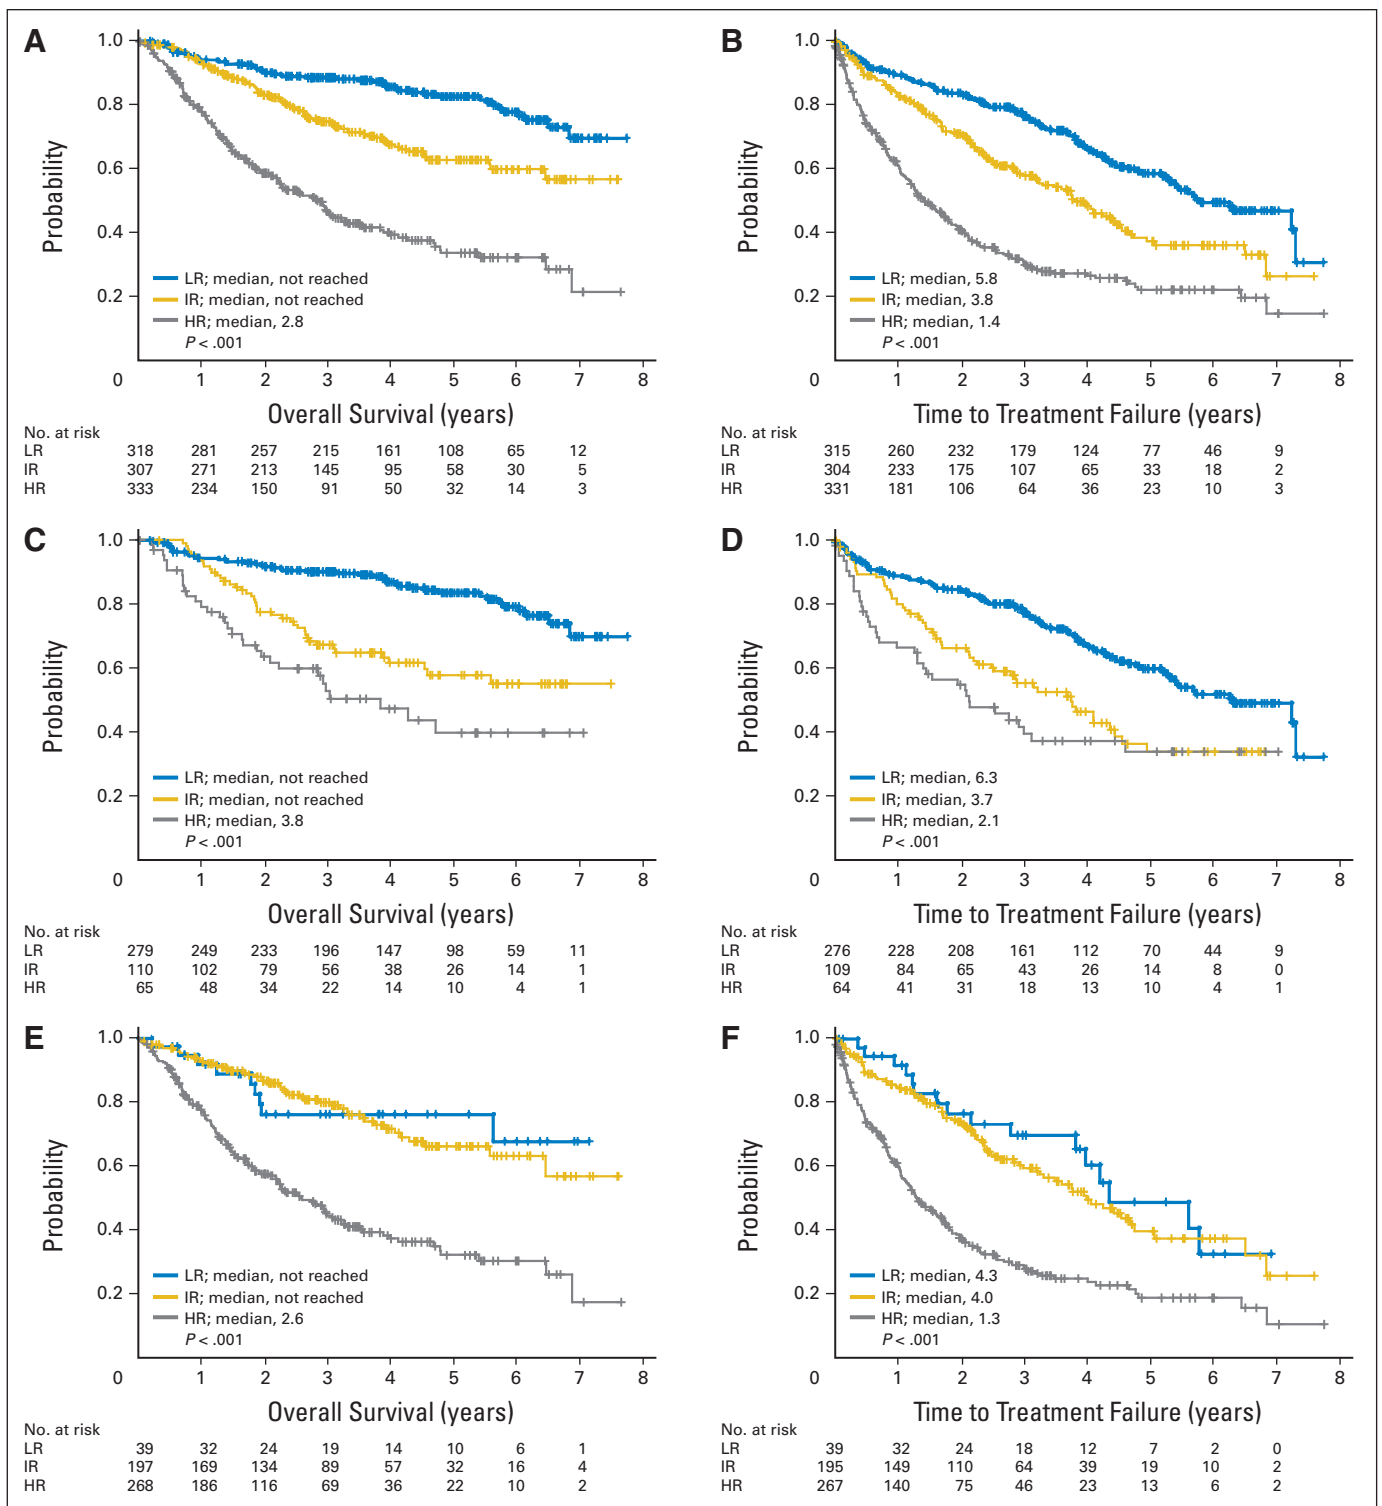 A
1.0
0.8
0.6
0.4
0.2
0
Probability
LR; median, not reached
IR; median, not reached
HR; median, 2.8
P < .001
1 2 3 4 5 6 7 8
Overall Survival (years)
No. at risk
LR 318 281 257 215 161 108 65 12
IR 307 271 213 145 95 58 30 5
HR 333 234 150 91 50 32 14 3
B
1.0
0.8
0.6
0.4
0.2
0
Probability
LR; median, 5.8
IR; median, 3.8
HR; median, 1.4
P < .001
1 2 3 4 5 6 7 8
Time to Treatment Failure (years)
No. at risk
LR 315 260 232 179 124 77 46 9
IR 304 233 175 107 65 33 18 2
HR 331 181 106 64 36 23 10 3
C
1.0
0.8
0.6
0.4
0.2
0
Probability
LR; median, not reached
IR; median, not reached
HR; median, 3.8
P < .001
1 2 3 4 5 6 7 8
Overall Survival (years)
No. at risk
LR 279 249 233 196 147 98 59 11
IR 110 102 79 56 38 26 14 1
HR 65 48 34 22 14 10 4 1
D
1.0
0.8
0.6
0.4
0.2
0
Probability
LR; median, 6.3
IR; median, 3.7
HR; median, 2.1
P < .001
1 2 3 4 5 6 7 8
Time to Treatment Failure (years)
No. at risk
LR 276 228 208 161 112 70 44 9
IR 109 84 65 43 26 14 8 0
HR 64 41 31 18 13 10 4 1
E
1.0
0.8
0.6
0.4
0.2
0
Probability
LR; median, not reached
IR; median, not reached
HR; median, 2.6
P < .001
1 2 3 4 5 6 7 8
Overall Survival (years)
No. at risk
LR 39 32 24 19 14 10 6 1
IR 197 169 134 89 57 32 16 4
HR 268 186 116 69 36 22 10 2
F
1.0
0.8
0.6
0.4
0.2
0
Probability
LR; median, 4.3
IR; median, 4.0
HR; median, 1.3
P < .001
1 2 3 4 5 6 7 8
Time to Treatment Failure (years)
No. at risk
LR 39 32 24 18 12 7 2 0
IR 195 149 110 64 39 19 10 2
HR 267 140 75 46 23 13 6 2